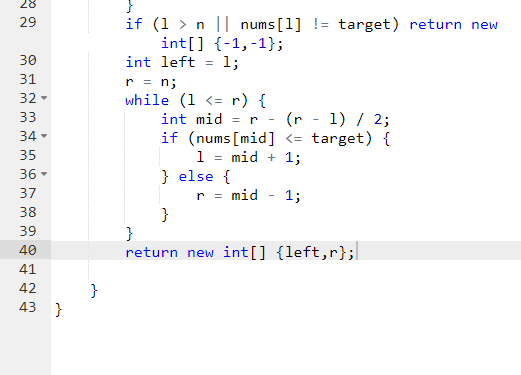 28 }
29 if (l > n || nums[l] != target) return new
int[] {-1,-1};
30 int left = l;
31 r = n;
32 while (l <= r) {
33 int mid = r - (r - l) / 2;
34 if (nums[mid] <= target) {
35 l = mid + 1;
36 } else {
37 r = mid - 1;
38 }
39 }
40 return new int[] {left,r};
41
42 }
43 }